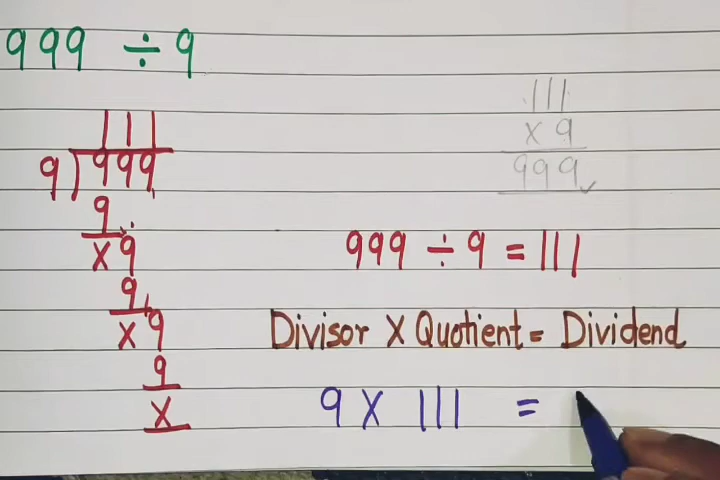 999 ÷ 9
111
9)999
9
x9
9
x9
9
x
111
x 9
999
999 ÷ 9 = 111
Divisor X Quotient = Dividend
9 X 111 =